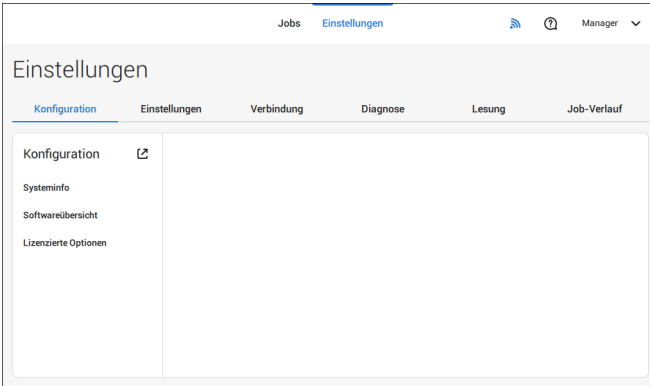 Jobs Einstellungen Manager
Einstellungen
Konfiguration Einstellungen Verbindung Diagnose Lesung Job-Verlauf
Konfiguration
Systeminfo
Softwareübersicht
Lizenzierte Optionen